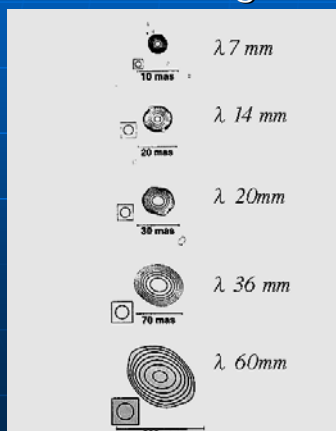 λ 7 mm
10 mas
λ 14 mm
20 mas
λ 20mm
30 mas
λ 36 mm
70 mas
λ 60mm